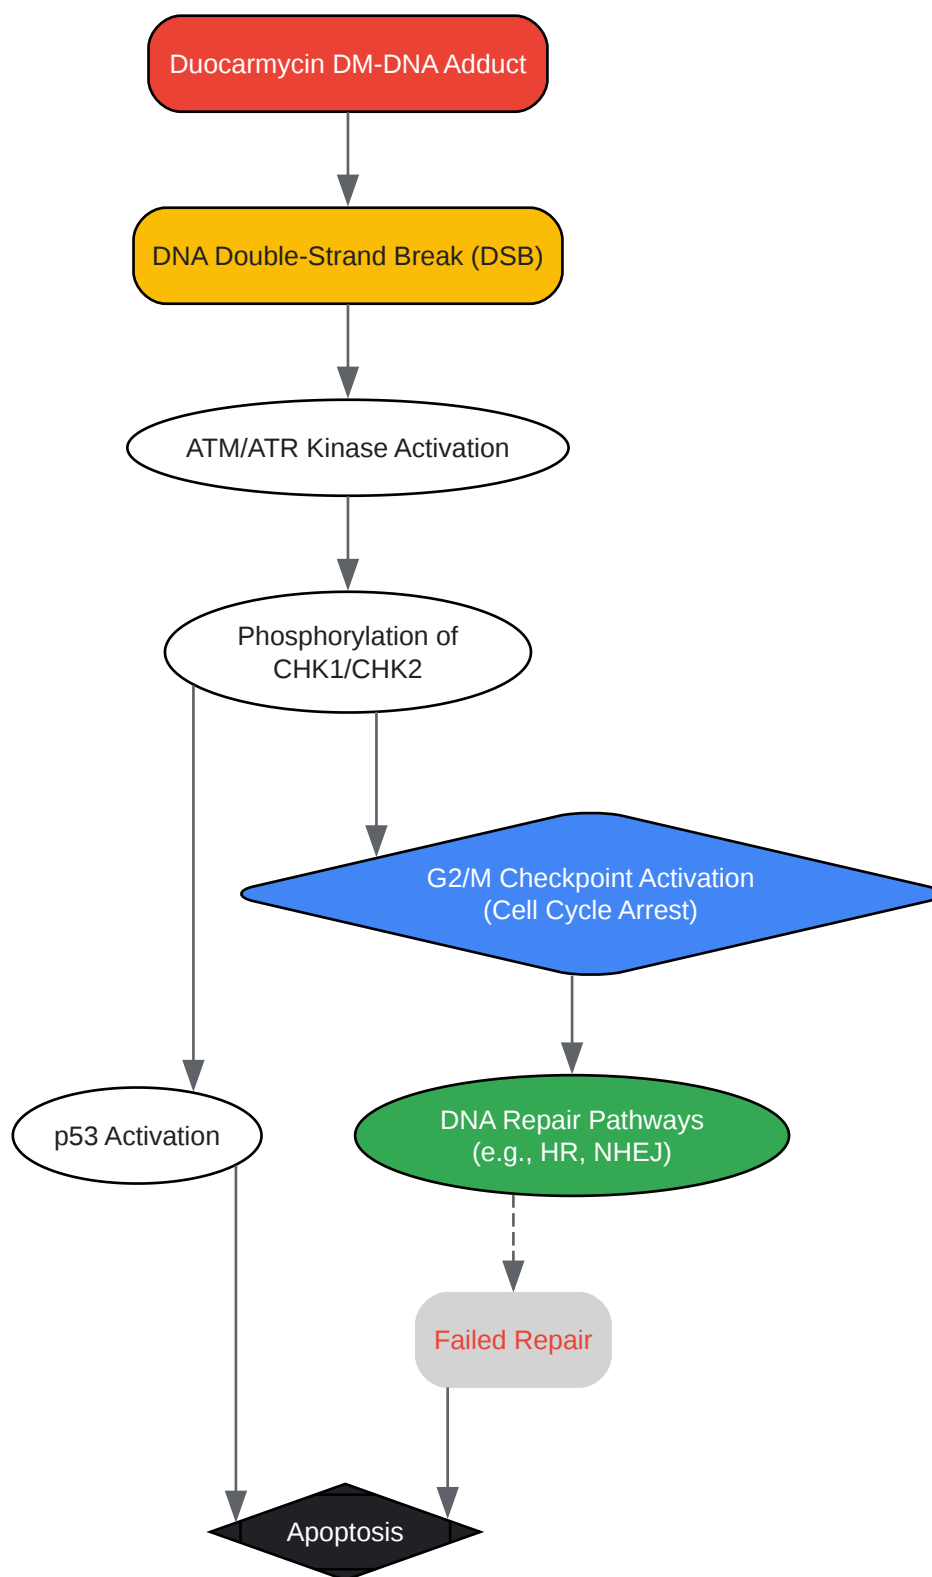 Duocarmycin DM-DNA Adduct
DNA Double-Strand Break (DSB)
ATM/ATR Kinase Activation
Phosphorylation of
CHK1/CHK2
G2/M Checkpoint Activation
(Cell Cycle Arrest)
p53 Activation
DNA Repair Pathways
(e.g., HR, NHEJ)
Failed Repair
Apoptosis